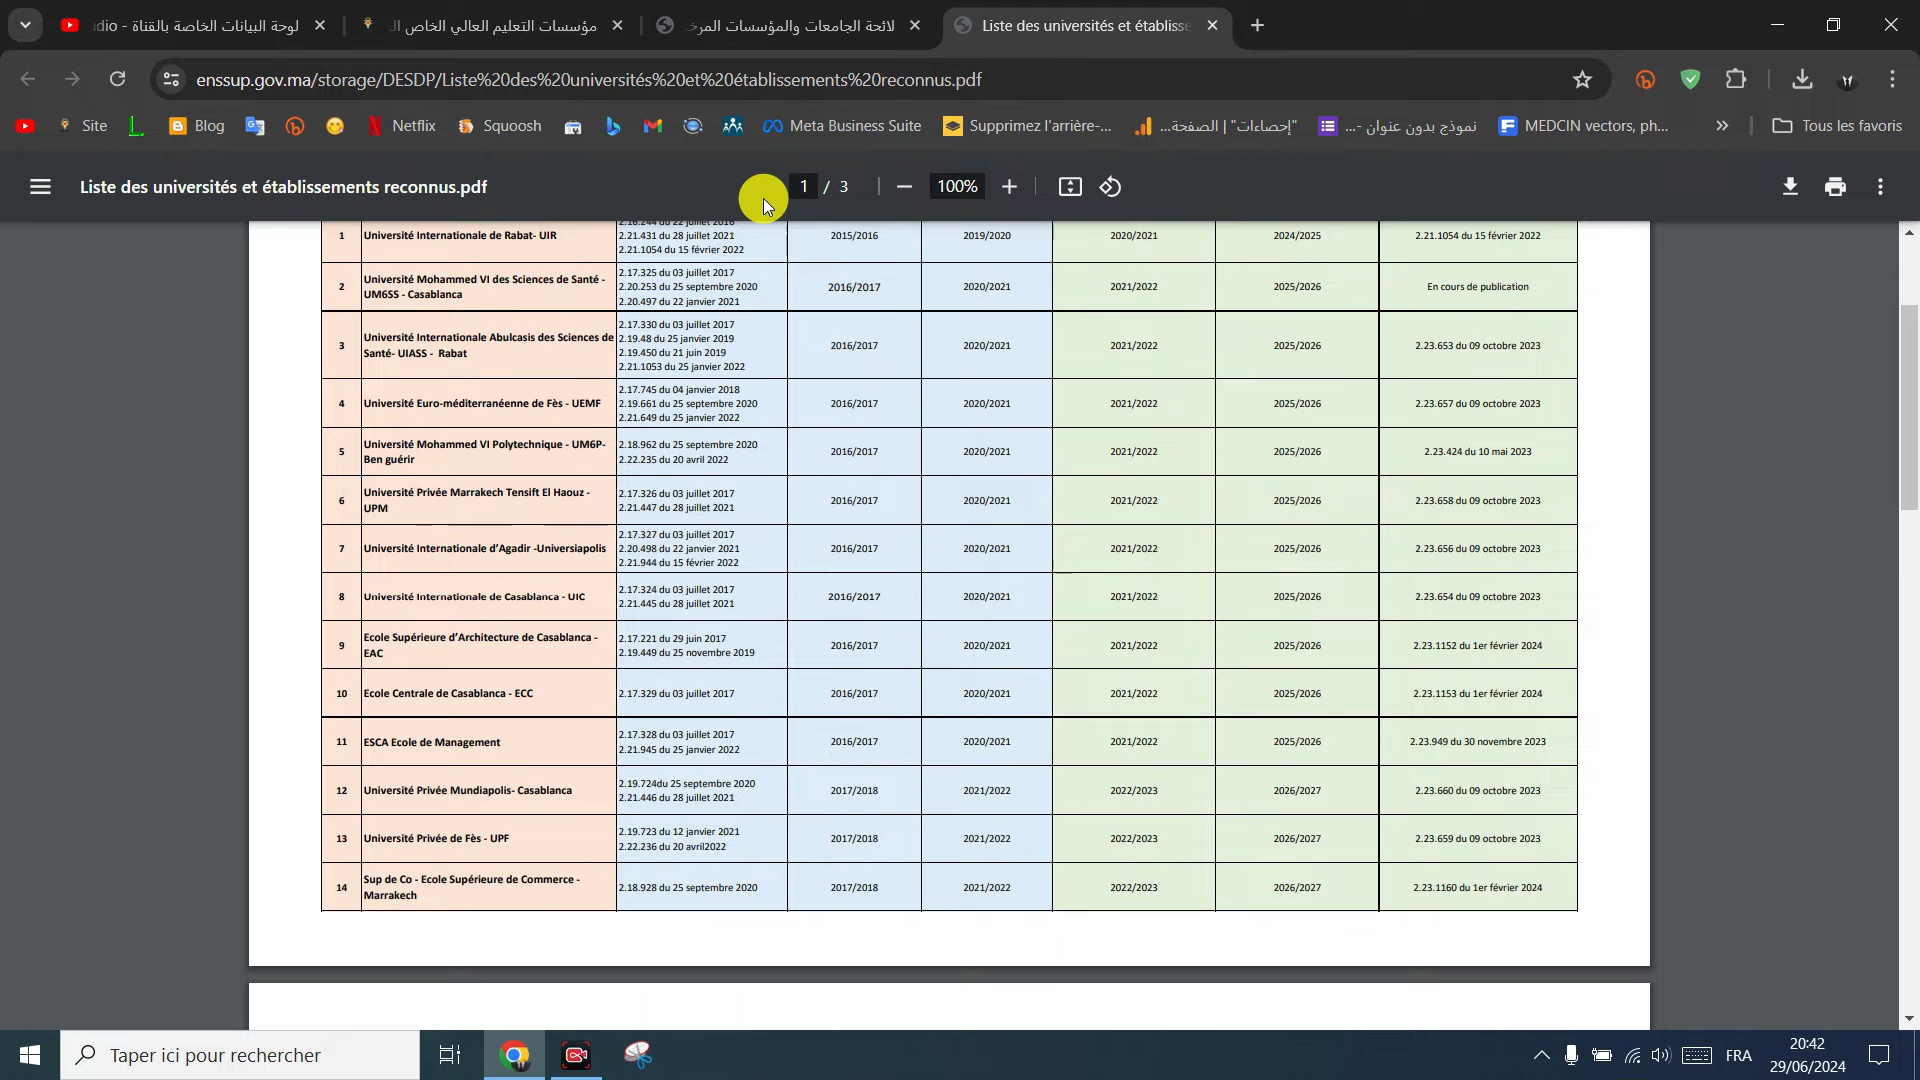 لوحة البيانات الخاصة بالقناة - dio
مؤسسات التعليم العالي الخاص ال
لائحة الجامعات والمؤسسات المرخ
Liste des universités et établisse
enssup.gov.ma/storage/DESDP/Liste%20des%20universités%20et%20établissements%20reconnus.pdf
Site
Blog
Netflix
Squoosh
Meta Business Suite
Supprimez l'arrière-...
"إحصاءات" | الصفحة...
نموذج بدون عنوان -...
MEDCIN vectors, ph...
Tous les favoris
Liste des universités et établissements reconnus.pdf
1 / 3
100%
2.16.244 du 22 juillet 2016
1 Université Internationale de Rabat- UIR 2.21.431 du 28 juillet 2021 2015/2016 2019/2020 2020/2021 2024/2025 2.21.1054 du 15 février 2022
2.21.1054 du 15 février 2022
2.17.325 du 03 juillet 2017
2 Université Mohammed VI des Sciences de Santé - 2.20.253 du 25 septembre 2020 2016/2017 2020/2021 2021/2022 2025/2026 En cours de publication
UM6SS - Casablanca 2.20.497 du 22 janvier 2021
2.17.330 du 03 juillet 2017
3 Université Internationale Abulcasis des Sciences de 2.19.48 du 25 janvier 2019 2016/2017 2020/2021 2021/2022 2025/2026 2.23.653 du 09 octobre 2023
Santé- UIASS - Rabat 2.19.450 du 21 juin 2019
2.21.1053 du 25 janvier 2022
2.17.745 du 04 janvier 2018
4 Université Euro-méditerranéenne de Fès - UEMF 2.19.661 du 25 septembre 2020 2016/2017 2020/2021 2021/2022 2025/2026 2.23.657 du 09 octobre 2023
2.21.649 du 25 janvier 2022
5 Université Mohammed VI Polytechnique - UM6P- 2.18.962 du 25 septembre 2020 2016/2017 2020/2021 2021/2022 2025/2026 2.23.424 du 10 mai 2023
Ben guérir 2.22.235 du 20 avril 2022
6 Université Privée Marrakech Tensift El Haouz - 2.17.326 du 03 juillet 2017 2016/2017 2020/2021 2021/2022 2025/2026 2.23.658 du 09 octobre 2023
UPM 2.21.447 du 28 juillet 2021
2.17.327 du 03 juillet 2017
7 Université Internationale d'Agadir -Universiapolis 2.20.498 du 22 janvier 2021 2016/2017 2020/2021 2021/2022 2025/2026 2.23.656 du 09 octobre 2023
2.21.944 du 15 février 2022
8 Université Internationale de Casablanca - UIC 2.17.324 du 03 juillet 2017 2016/2017 2020/2021 2021/2022 2025/2026 2.23.654 du 09 octobre 2023
2.21.445 du 28 juillet 2021
9 Ecole Supérieure d'Architecture de Casablanca - 2.17.221 du 29 juin 2017 2016/2017 2020/2021 2021/2022 2025/2026 2.23.1152 du 1er février 2024
EAC 2.19.449 du 25 novembre 2019
10 Ecole Centrale de Casablanca - ECC 2.17.329 du 03 juillet 2017 2016/2017 2020/2021 2021/2022 2025/2026 2.23.1153 du 1er février 2024
11 ESCA Ecole de Management 2.17.328 du 03 juillet 2017 2016/2017 2020/2021 2021/2022 2025/2026 2.23.949 du 30 novembre 2023
2.21.945 du 25 janvier 2022
12 Université Privée Mundiapolis- Casablanca 2.19.724du 25 septembre 2020 2017/2018 2021/2022 2022/2023 2026/2027 2.23.660 du 09 octobre 2023
2.21.446 du 28 juillet 2021
13 Université Privée de Fès - UPF 2.19.723 du 12 janvier 2021 2017/2018 2021/2022 2022/2023 2026/2027 2.23.659 du 09 octobre 2023
2.22.236 du 20 avril2022
14 Sup de Co - Ecole Supérieure de Commerce - 2.18.928 du 25 septembre 2020 2017/2018 2021/2022 2022/2023 2026/2027 2.23.1160 du 1er février 2024
Marrakech
Taper ici pour rechercher
FRA
20:42
29/06/2024